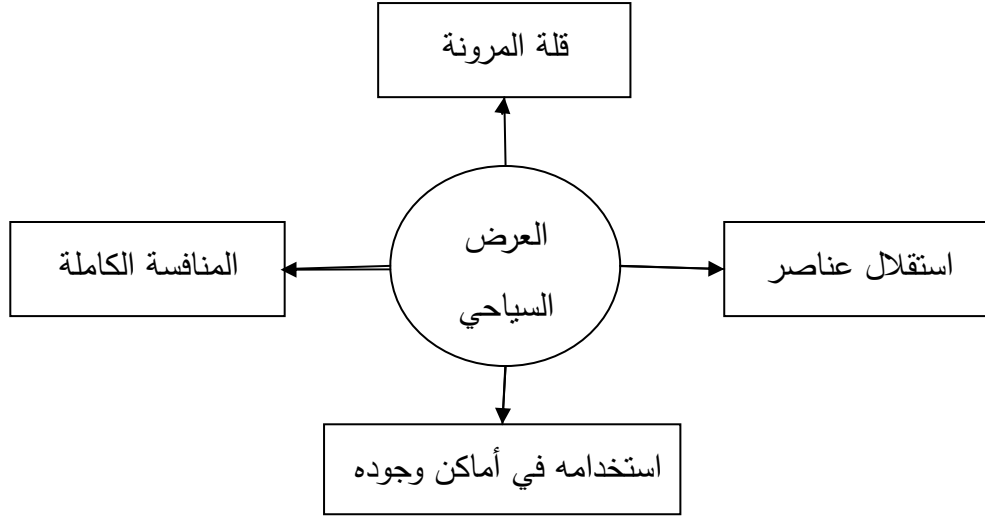 قلة المرونة
العرض
السياحي
استقلال عناصر
المنافسة الكاملة
استخدامه في أماكن وجوده